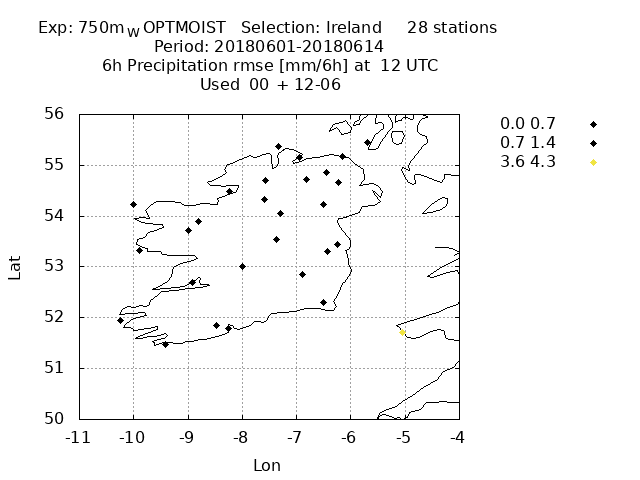 Exp: 750m_W OPTMOIST Selection: Ireland 28 stations
Period: 20180601-20180614
6h Precipitation rmse [mm/6h] at 12 UTC
Used 00 + 12-06
0.0 0.7
0.7 1.4
3.6 4.3
56
55
54
53
52
51
50
Lat
-11 -10 -9 -8 -7 -6 -5 -4
Lon